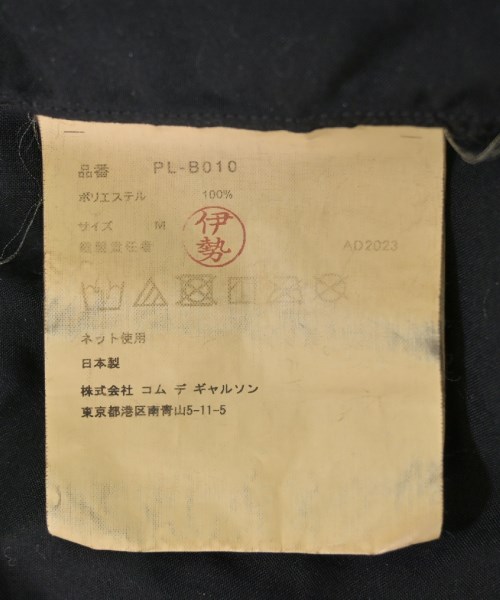 品番 PL-B010
ポリエステル 100%
サイズ M
縫製責任者 伊勢 AD2023
ネット使用
日本製
株式会社 コム デ ギャルソン
東京都港区南青山5-11-5